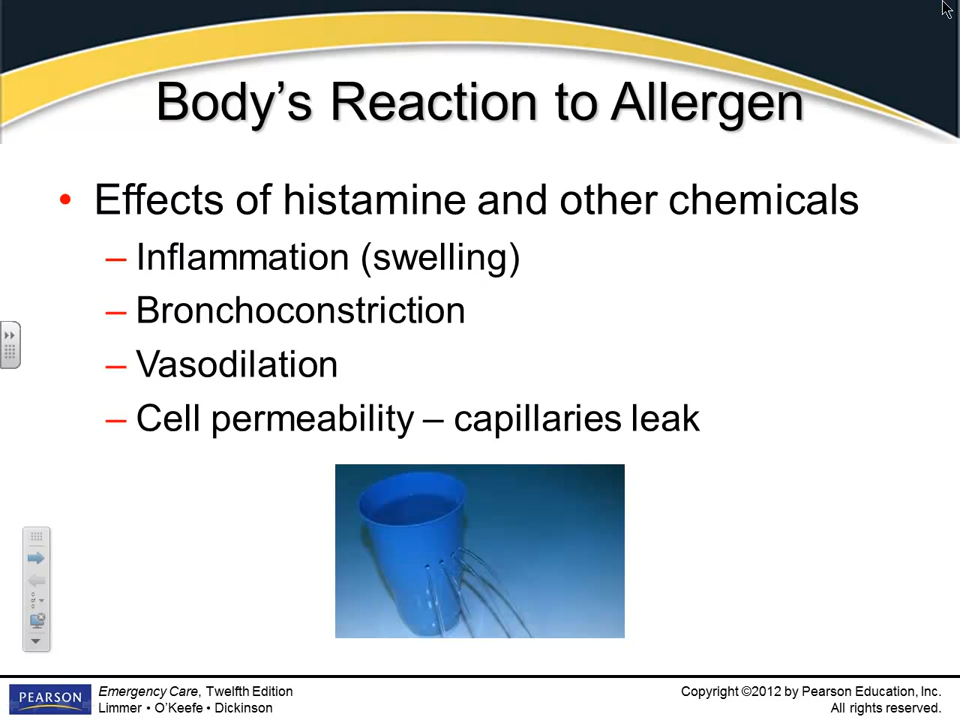 Body's Reaction to Allergen
• Effects of histamine and other chemicals
– Inflammation (swelling)
– Bronchoconstriction
– Vasodilation
– Cell permeability – capillaries leak
PEARSON
Emergency Care, Twelfth Edition
Limmer • O'Keefe • Dickinson
Copyright ©2012 by Pearson Education, Inc.
All rights reserved.